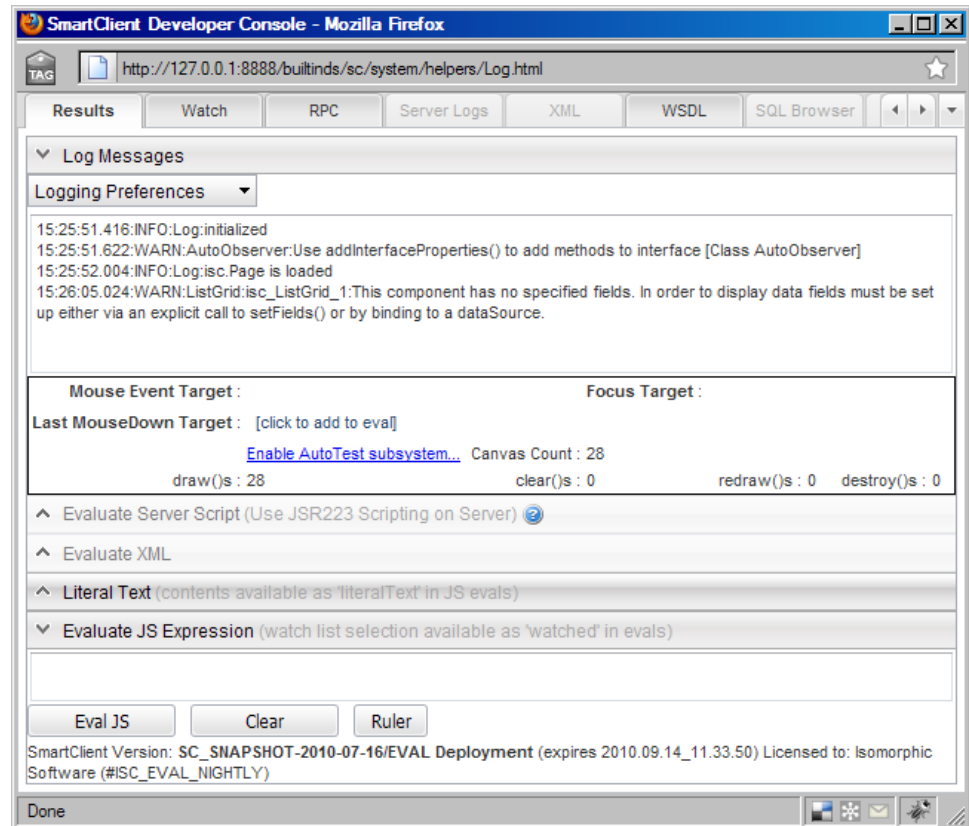 SmartClient Developer Console - Mozilla Firefox
TAG http://127.0.0.1:8888/builtinds/sc/system/helpers/Log.html
Results Watch RPC Server Logs XML WSDL SQL Browser
Log Messages
Logging Preferences
15:25:51.416:INFO:Log:initialized
15:25:51.622:WARN:AutoObserver:Use addInterfaceProperties() to add methods to interface [Class AutoObserver]
15:25:52.004:INFO:Log:isc.Page is loaded
15:26:05.024:WARN:ListGrid:isc_ListGrid_1:This component has no specified fields. In order to display data fields must be set
up either via an explicit call to setFields() or by binding to a dataSource.
Mouse Event Target : Focus Target :
Last MouseDown Target : [click to add to eval]
Enable AutoTest subsystem... Canvas Count : 28
draw()s : 28 clear()s : 0 redraw()s : 0 destroy()s : 0
Evaluate Server Script (Use JSR223 Scripting on Server) ?
Evaluate XML
Literal Text (contents available as 'literalText' in JS evals)
Evaluate JS Expression (watch list selection available as 'watched' in evals)
Eval JS Clear Ruler
SmartClient Version: SC_SNAPSHOT-2010-07-16/EVAL Deployment (expires 2010.09.14_11.33.50) Licensed to: Isomorphic
Software (#ISC_EVAL_NIGHTLY)
Done